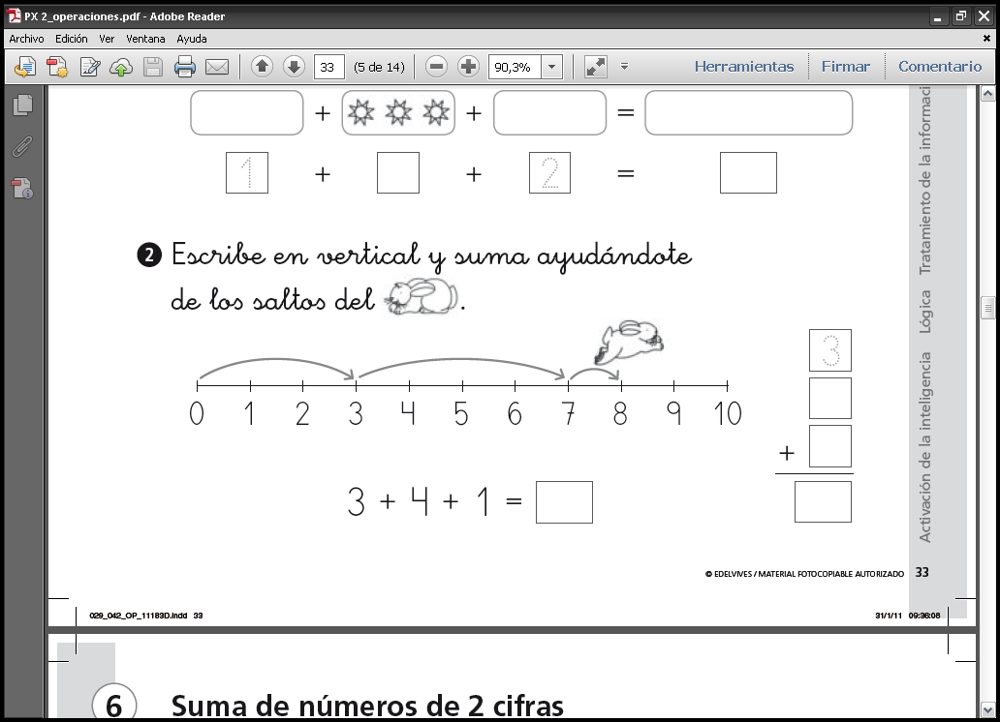 PX 2_operaciones.pdf - Adobe Reader
Archivo Edición Ver Ventana Ayuda
33 (5 de 14) 90,3% Herramientas Firmar Comentario
+ + =
1 + + 2 =
2 Escribe en vertical y suma ayudándote
de los saltos del .
0 1 2 3 4 5 6 7 8 9 10
3 + 4 + 1 =
3
+
Activación de la inteligencia Lógica Tratamiento de la informaci
© EDELVIVES / MATERIAL FOTOCOPIABLE AUTORIZADO 33
029_042_OP_11183D.indd 33 31/1/11 09:36:08
6 Suma de números de 2 cifras